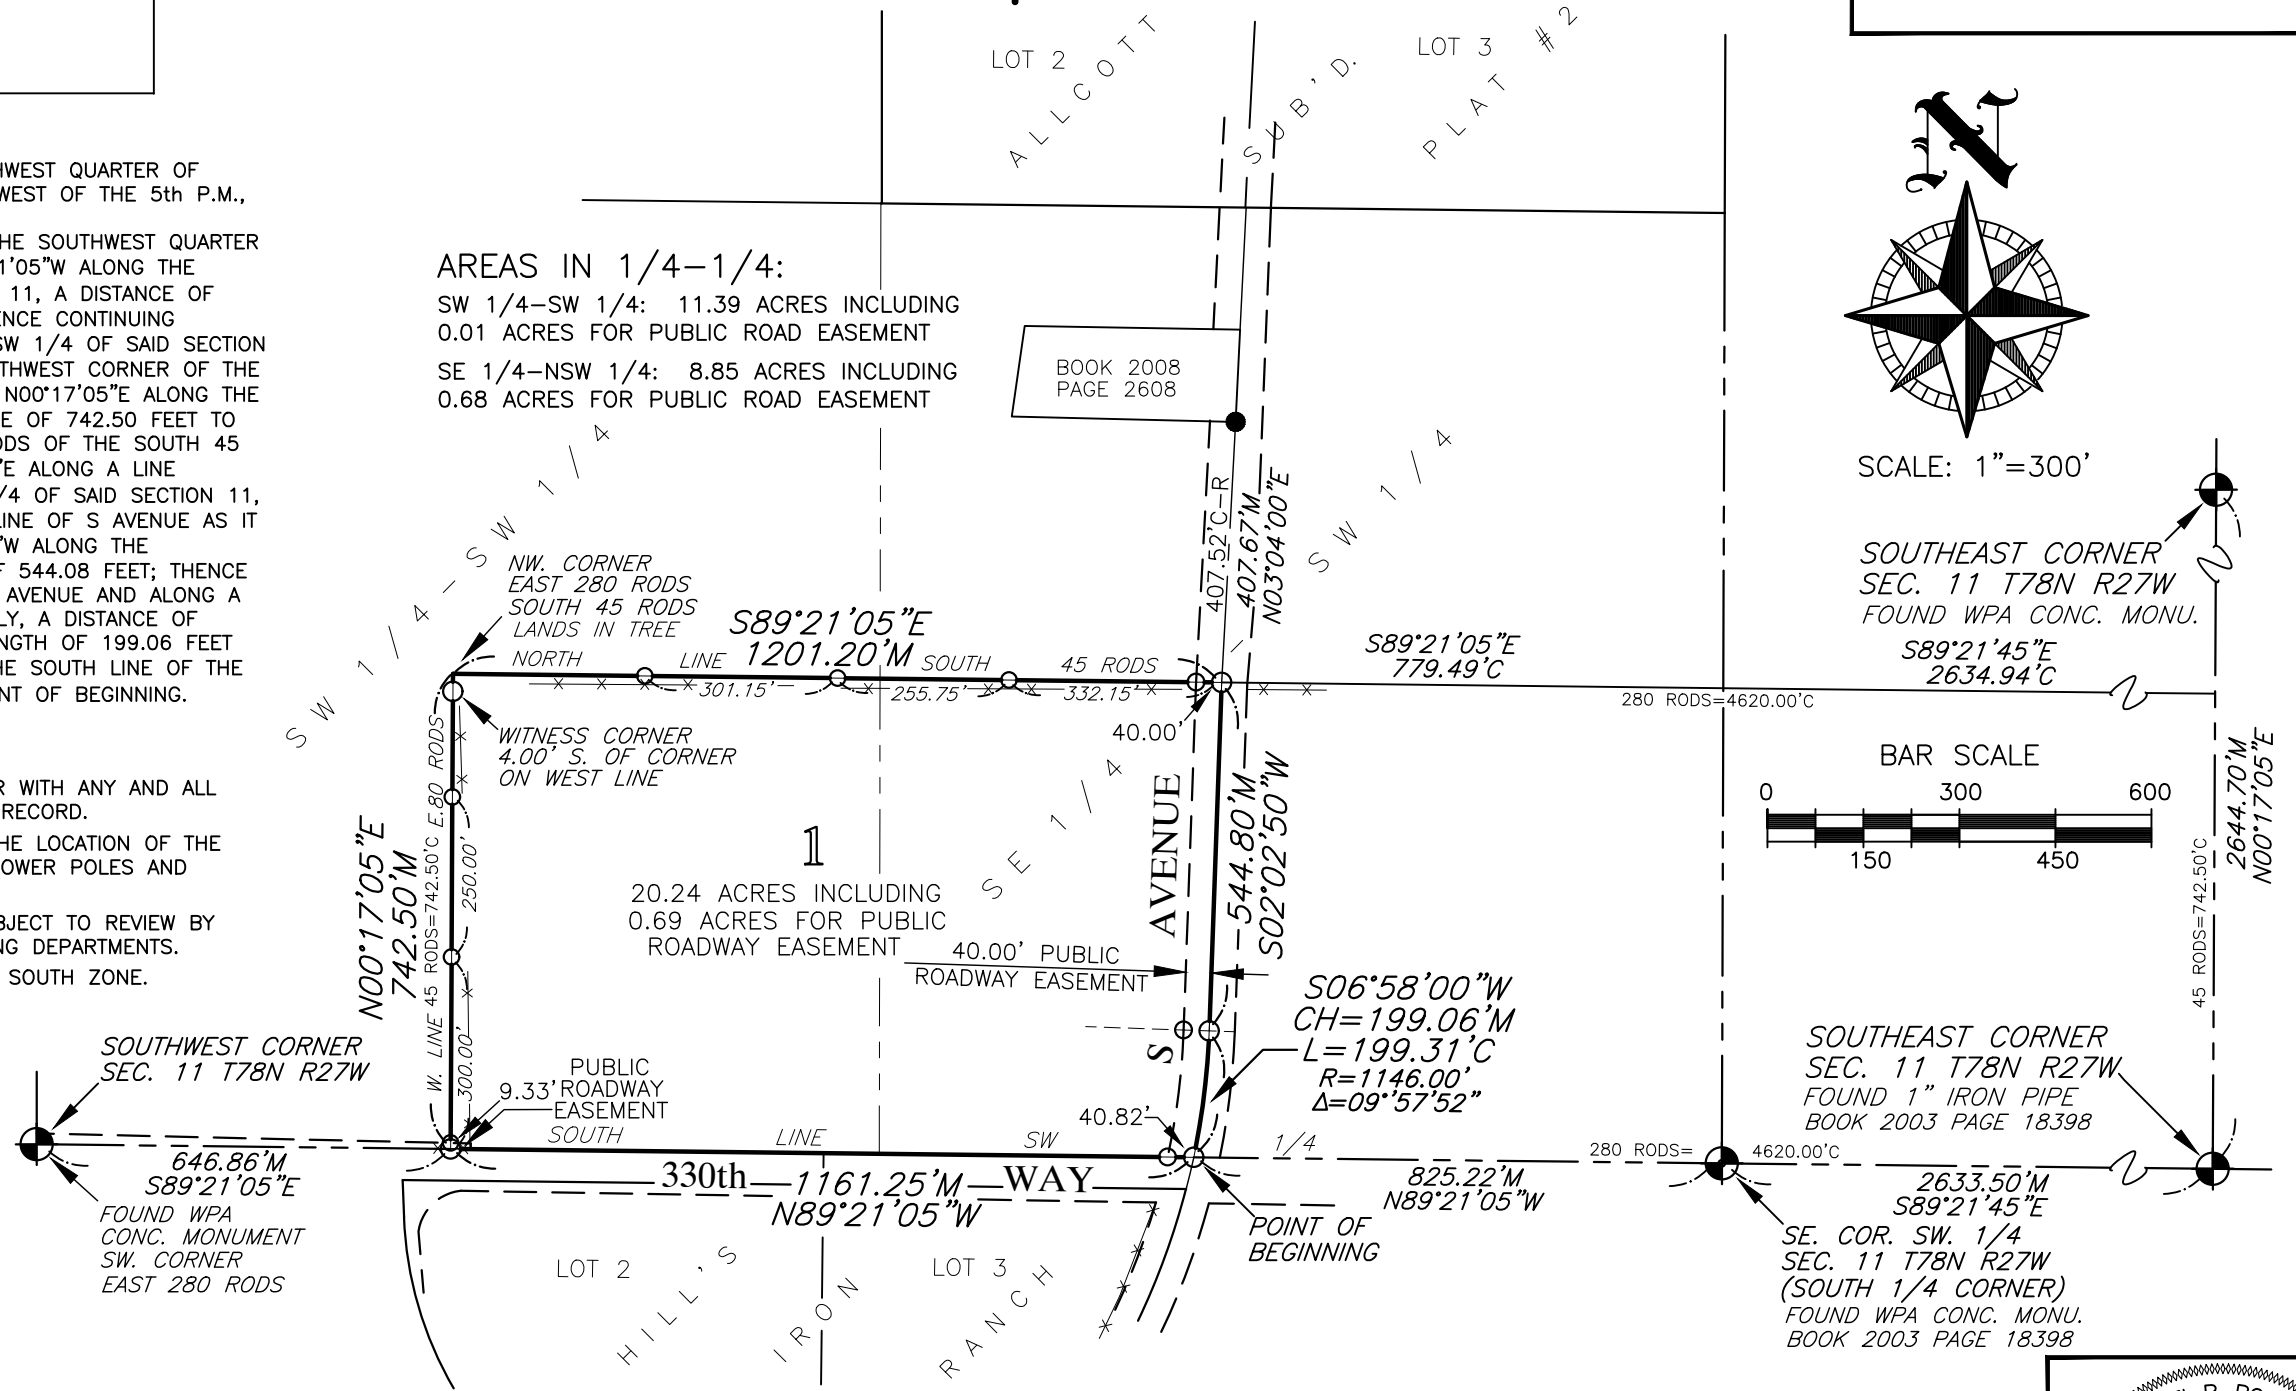 HWEST QUARTER OF
WEST OF THE 5th P.M.,
HE SOUTHWEST QUARTER
1'05"W ALONG THE
11, A DISTANCE OF
ENCE CONTINUING
SW 1/4 OF SAID SECTION
THWEST CORNER OF THE
N00°17'05"E ALONG THE
E OF 742.50 FEET TO
ODS OF THE SOUTH 45
"E ALONG A LINE
/4 OF SAID SECTION 11,
LINE OF S AVENUE AS IT
"W ALONG THE
F 544.08 FEET; THENCE
AVENUE AND ALONG A
LY, A DISTANCE OF
NGTH OF 199.06 FEET
HE SOUTH LINE OF THE
NT OF BEGINNING.
R WITH ANY AND ALL
RECORD.
HE LOCATION OF THE
OWER POLES AND
BJECT TO REVIEW BY
NG DEPARTMENTS.
SOUTH ZONE.
LOT 2
LOT 3
ALLCOTT
SUB'D.
PLAT #2
AREAS IN 1/4-1/4:
SW 1/4-SW 1/4: 11.39 ACRES INCLUDING
0.01 ACRES FOR PUBLIC ROAD EASEMENT
SE 1/4-NSW 1/4: 8.85 ACRES INCLUDING
0.68 ACRES FOR PUBLIC ROAD EASEMENT
BOOK 2008
PAGE 2608
N
SCALE: 1"=300'
SW 1/4-SW 1/4
SE 1/4 - SW 1/4
407.52'C-R
407.67'M
N03°04'00"E
NW. CORNER
EAST 280 RODS
SOUTH 45 RODS
LANDS IN TREE
S89°21'05"E
1201.20'M
NORTH LINE SOUTH 45 RODS
301.15' 255.75' 332.15'
40.00'
S89°21'05"E
779.49'C
SOUTHEAST CORNER
SEC. 11 T78N R27W
FOUND WPA CONC. MONU.
S89°21'45"E
2634.94'C
280 RODS=4620.00'C
WITNESS CORNER
4.00' S. OF CORNER
ON WEST LINE
N00°17'05"E
742.50'M
W. LINE 45 RODS=742.50'C E.80 RODS
250.00'
300.00'
1
20.24 ACRES INCLUDING
0.69 ACRES FOR PUBLIC
ROADWAY EASEMENT
40.00' PUBLIC
ROADWAY EASEMENT
S AVENUE
544.80'M
S02°02'50"W
S06°58'00"W
CH=199.06'M
L=199.31'C
R=1146.00'
Δ=09°57'52"
BAR SCALE
0 300 600
150 450
45 RODS=742.50'C
2644.70'M
N00°17'05"E
SOUTHWEST CORNER
SEC. 11 T78N R27W
PUBLIC
9.33' ROADWAY
EASEMENT
40.82'
SOUTH LINE SW 1/4
SOUTHEAST CORNER
SEC. 11 T78N R27W
FOUND 1" IRON PIPE
BOOK 2003 PAGE 18398
280 RODS= 4620.00'C
646.86'M
S89°21'05"E
FOUND WPA
CONC. MONUMENT
SW. CORNER
EAST 280 RODS
330th WAY
1161.25'M
N89°21'05"W
825.22'M
N89°21'05"W
2633.50'M
S89°21'45"E
POINT OF
BEGINNING
SE. COR. SW. 1/4
SEC. 11 T78N R27W
(SOUTH 1/4 CORNER)
FOUND WPA CONC. MONU.
BOOK 2003 PAGE 18398
LOT 2
LOT 3
HILL'S
IRON
RANCH